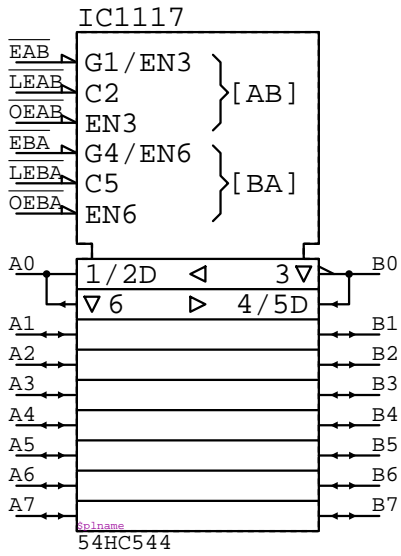 IC1117
EAB G1/EN3
LEAB C2 [AB]
OEAB EN3
EBA G4/EN6
LEBA C5 [BA]
OEBA EN6
A0 1/2D ◁ 3▽ B0
▽6 ▷ 4/5D
A1 B1
A2 B2
A3 B3
A4 B4
A5 B5
A6 B6
A7 B7
$plname
54HC544